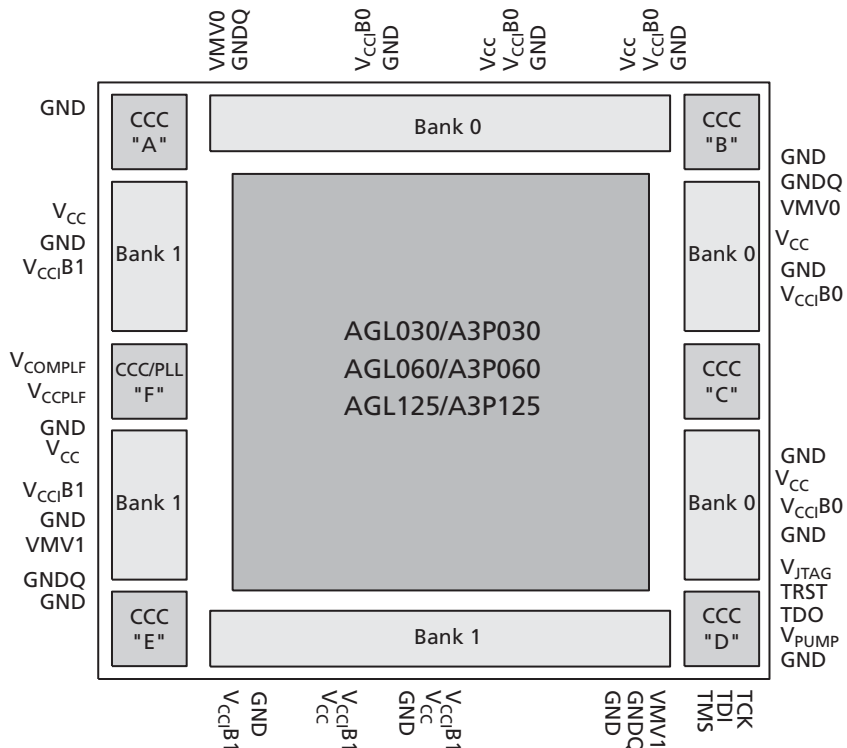 VMV0
GNDQ
VCCIB0
GND
Vcc
VCCIB0
GND
Vcc
VCCIB0
GND
GND
CCC
"A"
Bank 0
CCC
"B"
GND
GNDQ
VMV0
VCC
GND
VCCIB1
Bank 1
Bank 0
VCC
GND
VCCIB0
AGL030/A3P030
AGL060/A3P060
AGL125/A3P125
VCOMPLF
VCCPLF
CCC/PLL
"F"
CCC
"C"
GND
VCC
VCCIB1
GND
VMV1
Bank 1
Bank 0
GND
VCC
VCCIB0
GND
GNDQ
GND
CCC
"E"
Bank 1
CCC
"D"
VJTAG
TRST
TDO
VPUMP
GND
VCCIB1
GND
VCC
VCCIB1
GND
VCC
VCCIB1
GND
GNDQ
VMV1
TMS
TDI
TCK